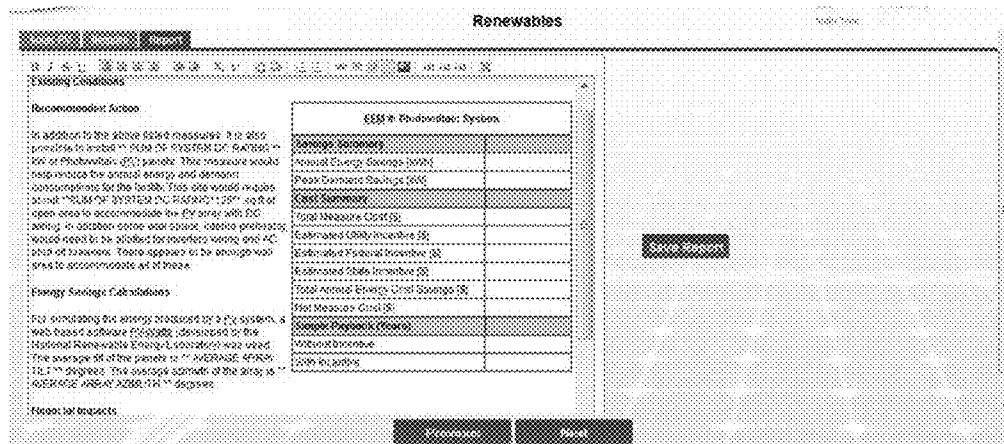 Renewables
Report
Existing Conditions
Recommended Action
In addition to the above listed measures, it is also
possible to install ** SUM OF SYSTEM DC RATING **
kW of Photovoltaic (PV) panels. This measure would
help reduce the annual energy and demand
consumptions for the facility. This site would require
about **SUM OF SYSTEM DC RATING** sq ft of
open area to accommodate the PV array with DC
wiring. In addition some wall space, interior preferably,
would need to be allotted for inverters wiring and AC
shut off breakers. There appears to be enough wall
area to accommodate all of these.
Energy Savings Calculations
For simulating the energy produced by a PV system, a
web based software PVWatts (developed by the
National Renewable Energy Laboratory) was used.
The average tilt of the panels is ** AVERAGE ARRAY
TILT ** degrees. The average azimuth of the array is **
AVERAGE ARRAY AZIMUTH ** degrees.
Financial Impacts
EEM #: Photovoltaic System
Savings Summary
Annual Energy Savings [kWh]
Peak Demand Savings [kW]
Cost Summary
Total Measure Cost [$]
Estimated Utility Incentive [$]
Estimated Federal Incentive [$]
Estimated State Incentive [$]
Total Annual Energy Cost Savings [$]
Net Measure Cost [$]
Simple Payback (Years)
Without Incentive
With Incentive
Save Report
Previous
Next